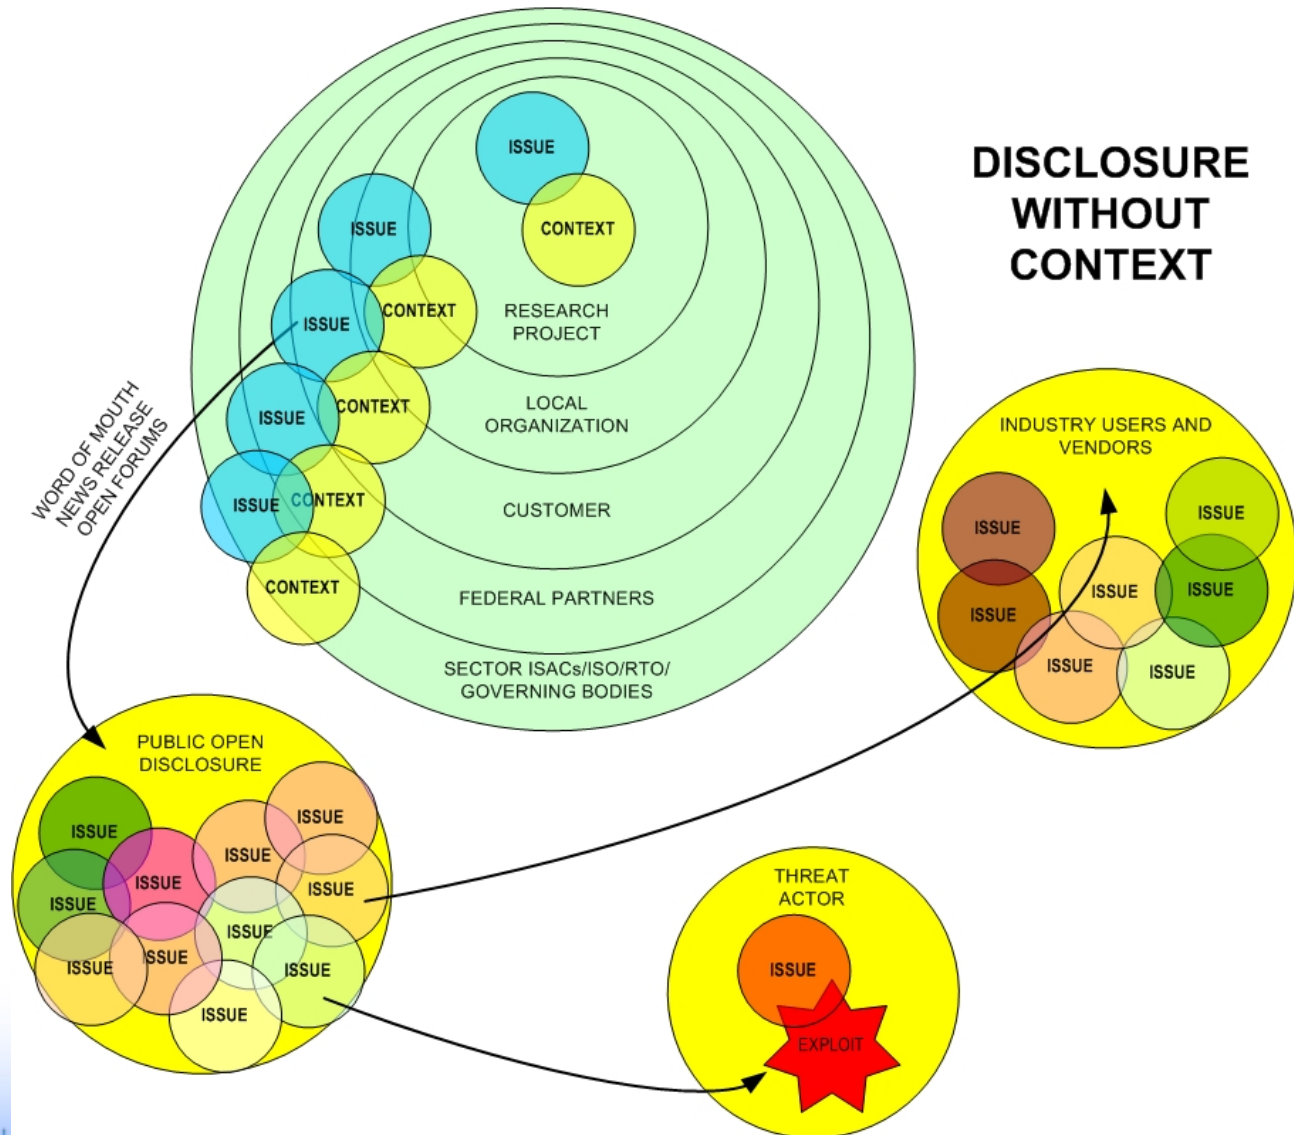 DISCLOSURE
WITHOUT
CONTEXT
ISSUE
CONTEXT
RESEARCH
PROJECT
ISSUE
CONTEXT
LOCAL
ORGANIZATION
ISSUE
CONTEXT
CUSTOMER
ISSUE
CONTEXT
FEDERAL PARTNERS
ISSUE
CONTEXT
SECTOR ISACs/ISO/RTO/
GOVERNING BODIES
WORD OF MOUTH
NEWS RELEASE
OPEN FORUMS
PUBLIC OPEN
DISCLOSURE
ISSUE
ISSUE
ISSUE
ISSUE
ISSUE
ISSUE
ISSUE
ISSUE
ISSUE
ISSUE
ISSUE
INDUSTRY USERS AND
VENDORS
ISSUE
ISSUE
ISSUE
ISSUE
ISSUE
ISSUE
ISSUE
THREAT
ACTOR
ISSUE
EXPLOIT